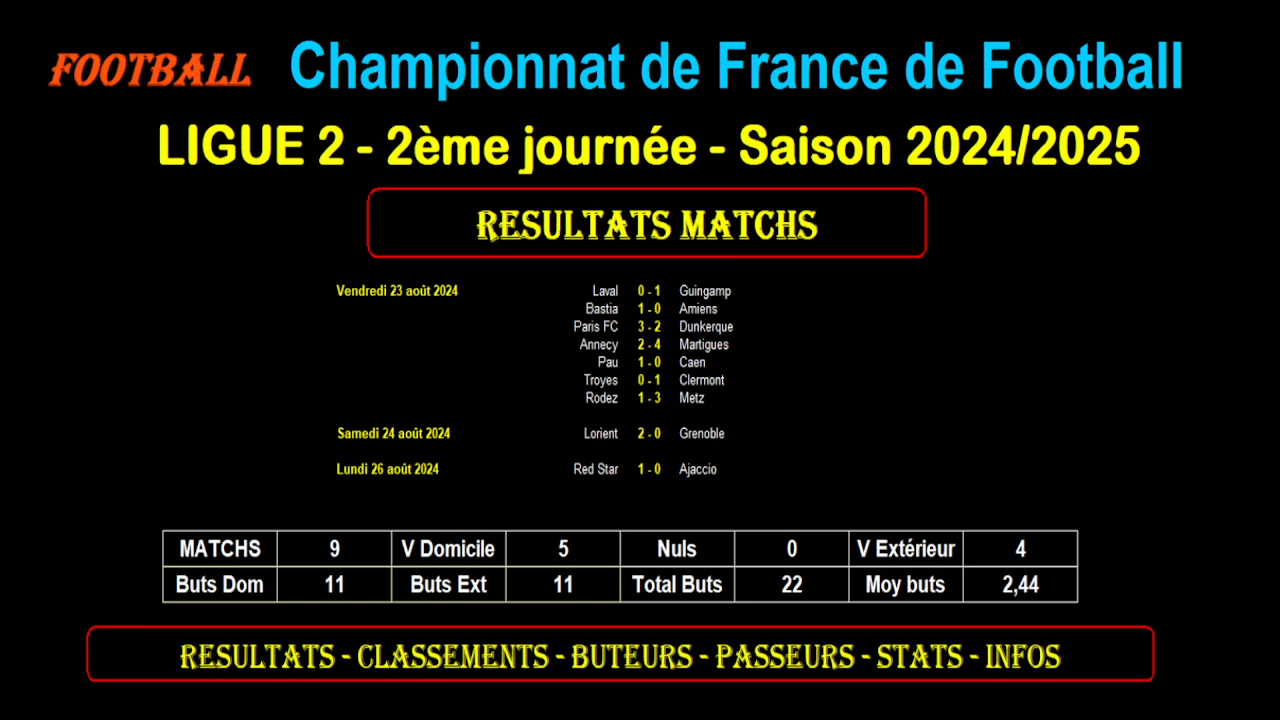 FOOTBALL Championnat de France de Football
LIGUE 2 - 2ème journée - Saison 2024/2025
RESULTATS MATCHS
Vendredi 23 août 2024 Laval 0 - 1 Guingamp
Bastia 1 - 0 Amiens
Paris FC 3 - 2 Dunkerque
Annecy 2 - 4 Martigues
Pau 1 - 0 Caen
Troyes 0 - 1 Clermont
Rodez 1 - 3 Metz
Samedi 24 août 2024 Lorient 2 - 0 Grenoble
Lundi 26 août 2024 Red Star 1 - 0 Ajaccio
MATCHS 9 V Domicile 5 Nuls 0 V Extérieur 4
Buts Dom 11 Buts Ext 11 Total Buts 22 Moy buts 2,44
RESULTATS - CLASSEMENTS - BUTEURS - PASSEURS - STATS - INFOS